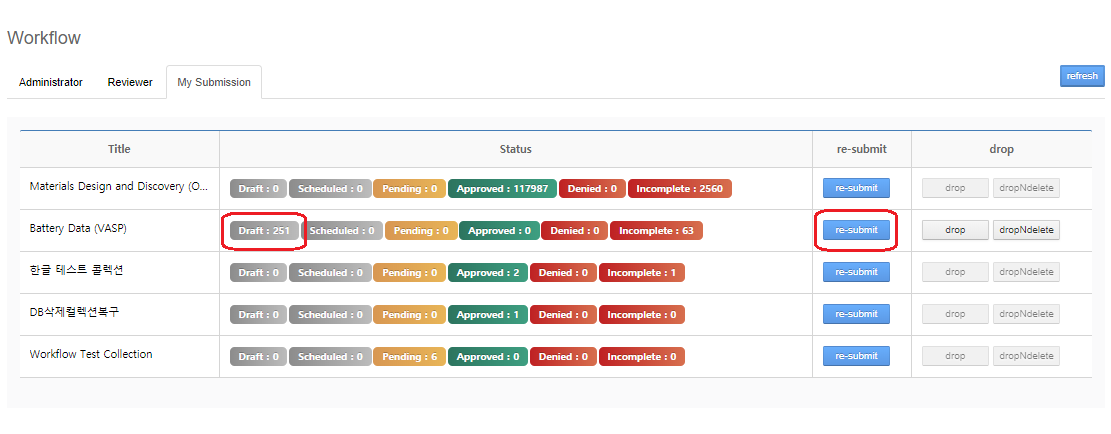 Workflow
Administrator Reviewer My Submission refresh
Title Status re-submit drop
Materials Design and Discovery (O... Draft : 0 Scheduled : 0 Pending : 0 Approved : 117987 Denied : 0 Incomplete : 2560 re-submit drop dropNdelete
Battery Data (VASP) Draft : 251 Scheduled : 0 Pending : 0 Approved : 0 Denied : 0 Incomplete : 63 re-submit drop dropNdelete
한글 테스트 콜렉션 Draft : 0 Scheduled : 0 Pending : 0 Approved : 2 Denied : 0 Incomplete : 1 re-submit drop dropNdelete
DB삭제컬렉션복구 Draft : 0 Scheduled : 0 Pending : 0 Approved : 1 Denied : 0 Incomplete : 0 re-submit drop dropNdelete
Workflow Test Collection Draft : 0 Scheduled : 0 Pending : 6 Approved : 0 Denied : 0 Incomplete : 0 re-submit drop dropNdelete